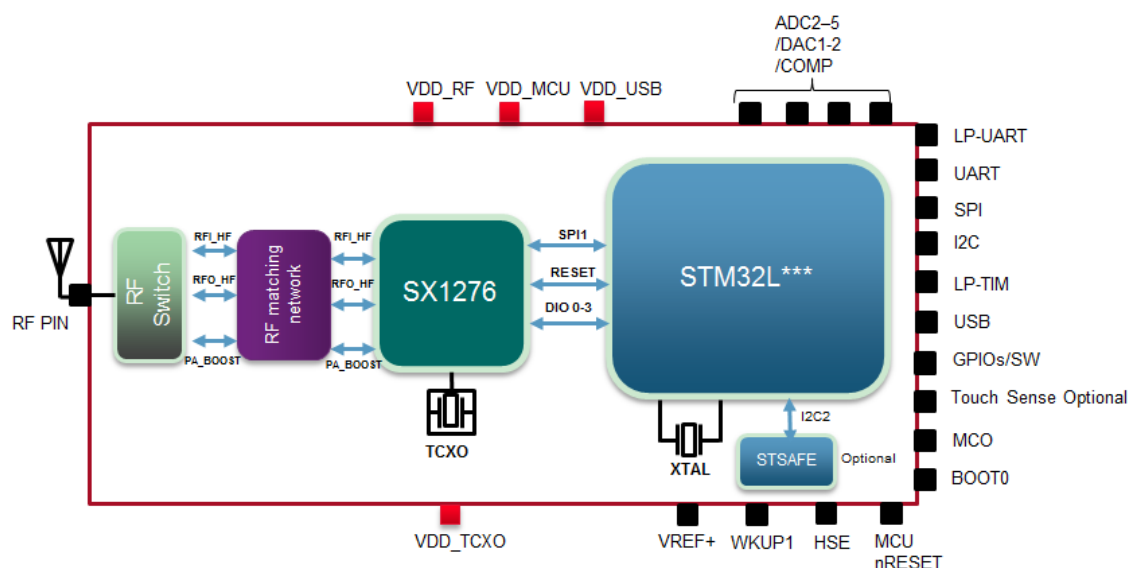 ADC2–5
/DAC1-2
/COMP
VDD_RF
VDD_MCU
VDD_USB
LP-UART
UART
SPI
I2C
LP-TIM
USB
GPIOs/SW
Touch Sense Optional
MCO
BOOT0
RF PIN
RF
Switch
RFI_HF
RFO_HF
PA_BOOST
RF matching
network
RFI_HF
RFO_HF
PA_BOOST
SX1276
SPI1
RESET
DIO 0-3
STM32L***
TCXO
XTAL
I2C2
STSAFE
Optional
VDD_TCXO
VREF+
WKUP1
HSE
MCU
nRESET